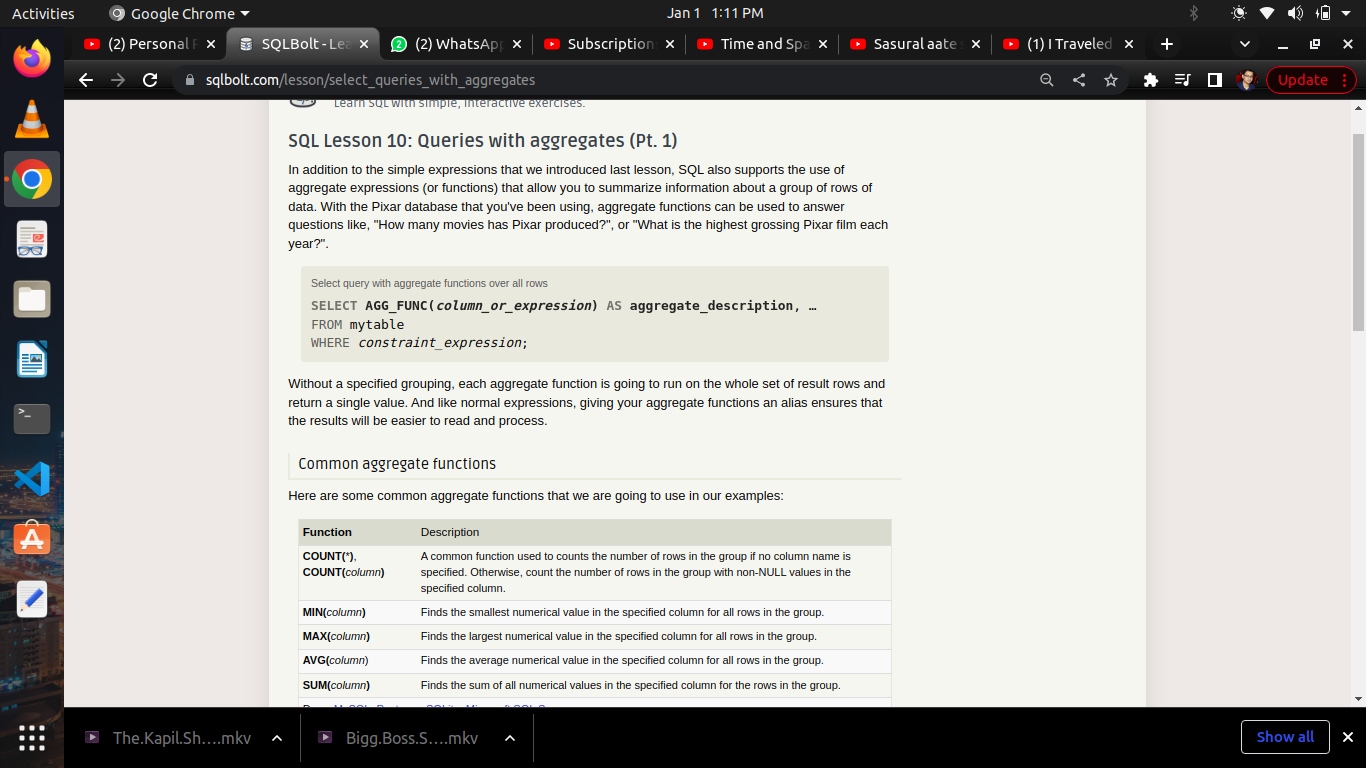 Activities
Google Chrome
Jan 1 1:11 PM
(2) Personal
SQLBolt - Lea
(2) WhatsApp
Subscription
Time and Spa
Sasural aate
(1) I Traveled
sqlbolt.com/lesson/select_queries_with_aggregates
Update
Learn SQL with simple, interactive exercises.
SQL Lesson 10: Queries with aggregates (Pt. 1)
In addition to the simple expressions that we introduced last lesson, SQL also supports the use of
aggregate expressions (or functions) that allow you to summarize information about a group of rows of
data. With the Pixar database that you've been using, aggregate functions can be used to answer
questions like, "How many movies has Pixar produced?", or "What is the highest grossing Pixar film each
year?".
Select query with aggregate functions over all rows
SELECT AGG_FUNC(column_or_expression) AS aggregate_description, …
FROM mytable
WHERE constraint_expression;
Without a specified grouping, each aggregate function is going to run on the whole set of result rows and
return a single value. And like normal expressions, giving your aggregate functions an alias ensures that
the results will be easier to read and process.
Common aggregate functions
Here are some common aggregate functions that we are going to use in our examples:
Function Description
COUNT(*), A common function used to counts the number of rows in the group if no column name is
COUNT(column) specified. Otherwise, count the number of rows in the group with non-NULL values in the
specified column.
MIN(column) Finds the smallest numerical value in the specified column for all rows in the group.
MAX(column) Finds the largest numerical value in the specified column for all rows in the group.
AVG(column) Finds the average numerical value in the specified column for all rows in the group.
SUM(column) Finds the sum of all numerical values in the specified column for the rows in the group.
The.Kapil.Sh….mkv
Bigg.Boss.S….mkv
Show all